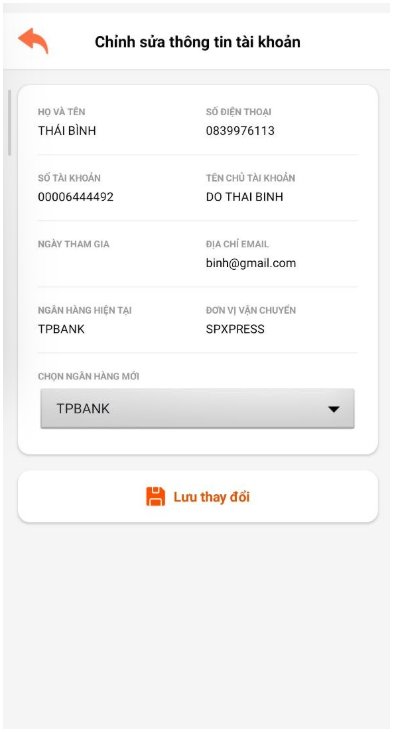 Chỉnh sửa thông tin tài khoản
HỌ VÀ TÊN
SỐ ĐIỆN THOẠI
THÁI BÌNH
0839976113
SỐ TÀI KHOẢN
TÊN CHỦ TÀI KHOẢN
00006444492
DO THAI BINH
NGÀY THAM GIA
ĐỊA CHỈ EMAIL
binh@gmail.com
NGÂN HÀNG HIỆN TẠI
ĐƠN VỊ VẬN CHUYỂN
TPBANK
SPXPRESS
CHỌN NGÂN HÀNG MỚI
TPBANK
Lưu thay đổi